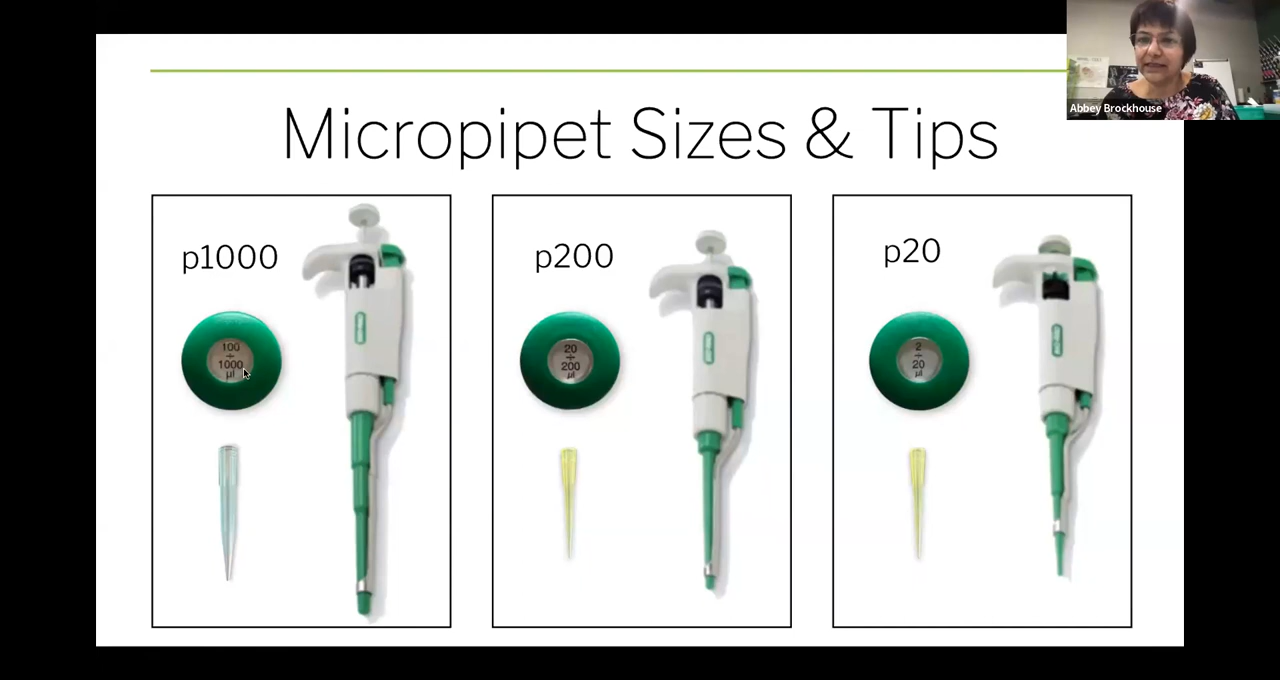 Abbey Brockhouse
Micropipet Sizes & Tips
p1000
100
÷
1000
µl
p200
20
÷
200
µl
p20
2
÷
20
µl